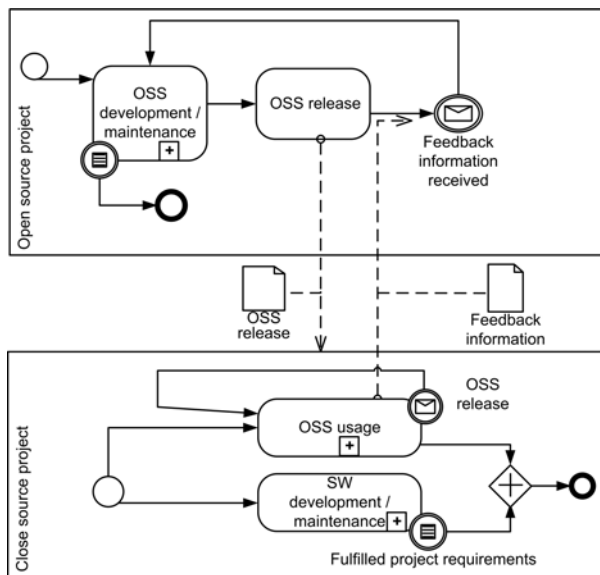 Open source project
OSS
development /
maintenance
OSS release
Feedback
information
received
OSS
release
Feedback
information
Close source project
OSS
release
OSS usage
SW
development /
maintenance
Fulfilled project requirements